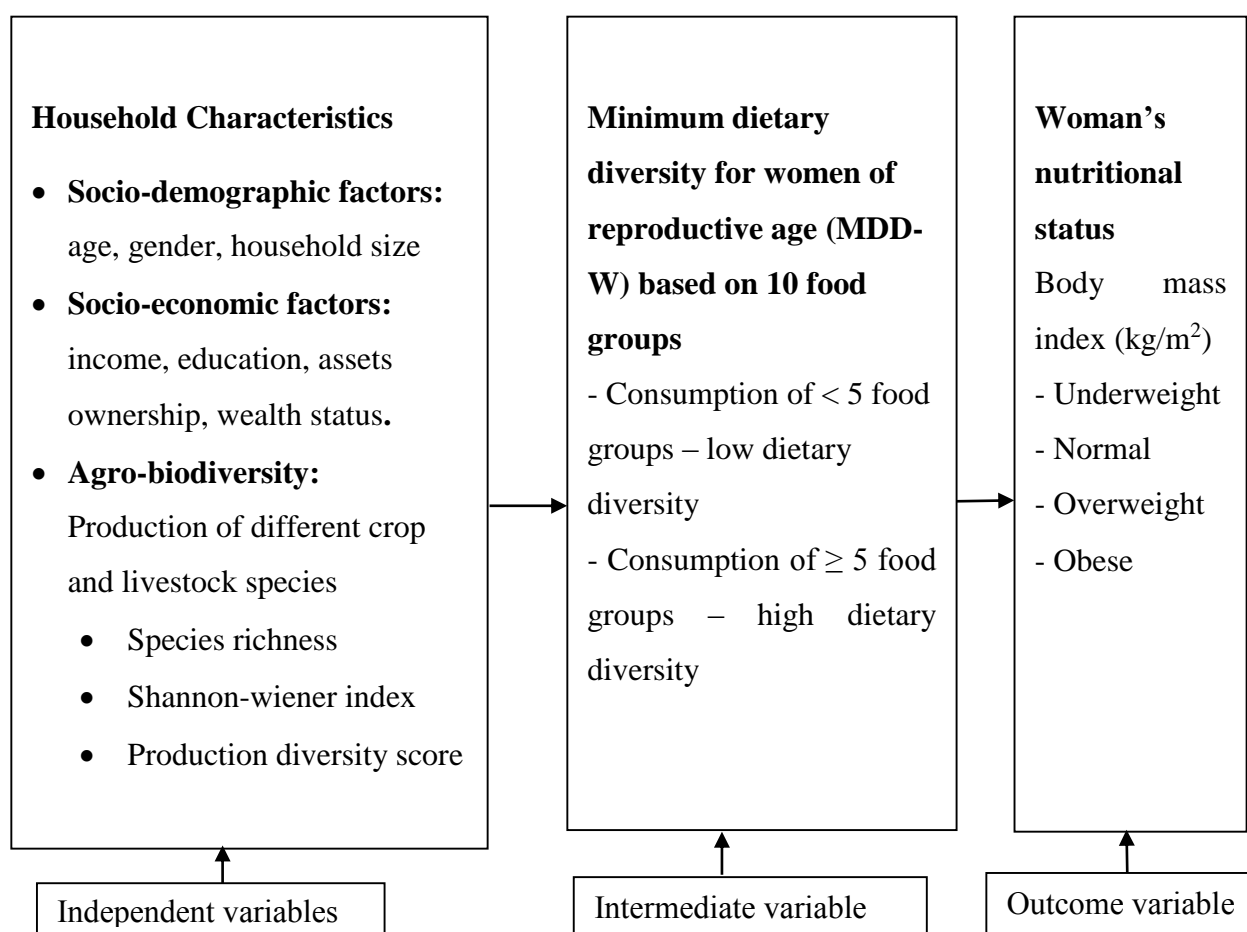 Household Characteristics
• Socio-demographic factors:
age, gender, household size
• Socio-economic factors:
income, education, assets
ownership, wealth status.
• Agro-biodiversity:
Production of different crop
and livestock species
• Species richness
• Shannon-wiener index
• Production diversity score
Minimum dietary
diversity for women of
reproductive age (MDD-
W) based on 10 food
groups
- Consumption of < 5 food
groups – low dietary
diversity
- Consumption of ≥ 5 food
groups – high dietary
diversity
Woman’s
nutritional
status
Body mass
index (kg/m²)
- Underweight
- Normal
- Overweight
- Obese
Independent variables
Intermediate variable
Outcome variable